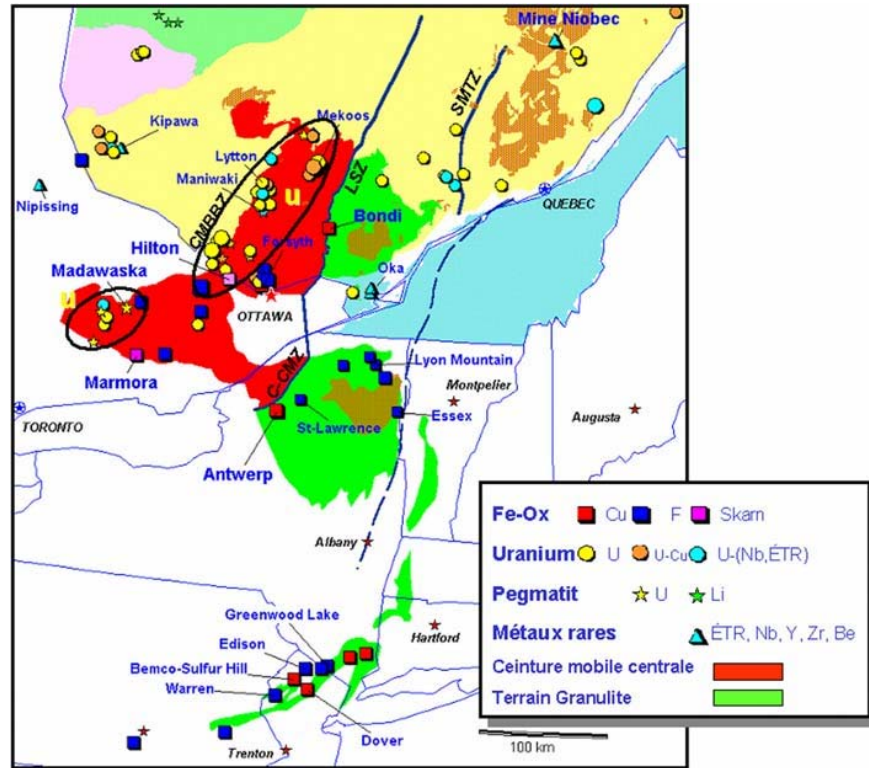 Mine Niobec
SMTZ
Mekoos
Kipawa
Lytton
Maniwaki
u
LSZ
CMBBZ
Nipissing
QUEBEC
Bondi
Forsyth
Hilton
Madawaska
u
Oka
OTTAWA
Marmora
C-CMZ
Lyon Mountain
Montpelier
Augusta
TORONTO
St-Lawrence
Essex
Antwerp
Albany
Greenwood Lake
Edison
Hartford
Bemco-Sulfur Hill
Warren
Dover
Trenton
100 km
Fe-Ox Cu F Skarn
Uranium U U-Cu U-(Nb,ÉTR)
Pegmatit U Li
Métaux rares ÉTR, Nb, Y, Zr, Be
Ceinture mobile centrale
Terrain Granulite